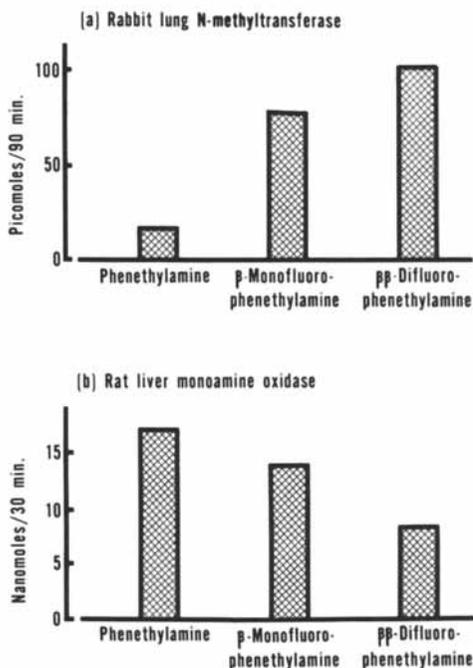 (a) Rabbit lung N-methyltransferase
Picomoles/90 min.
100
50
0
Phenethylamine
β-Monofluoro-
phenethylamine
ββ-Difluoro-
phenethylamine
(b) Rat liver monoamine oxidase
Nanomoles/30 min.
15
10
5
0
Phenethylamine
β-Monofluoro-
phenethylamine
ββ-Difluoro-
phenethylamine